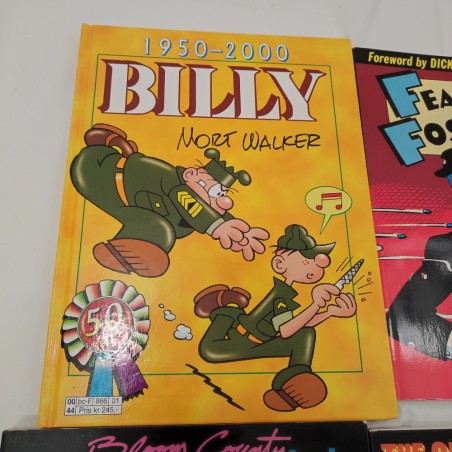 1950-2000
BILLY
MORT WALKER
50
00 bc-F 866 01
44 Pris kr 245,-
Foreword by DICK
FEA
FOS
Bloom County
THE O